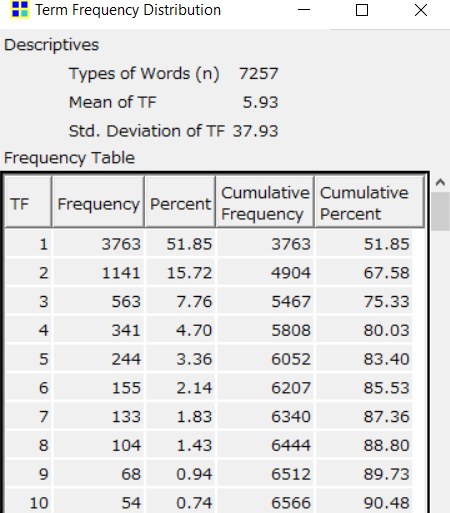 Term Frequency Distribution
Descriptives
Types of Words (n) 7257
Mean of TF 5.93
Std. Deviation of TF 37.93
Frequency Table
TF Frequency Percent Cumulative Frequency Cumulative Percent
1 3763 51.85 3763 51.85
2 1141 15.72 4904 67.58
3 563 7.76 5467 75.33
4 341 4.70 5808 80.03
5 244 3.36 6052 83.40
6 155 2.14 6207 85.53
7 133 1.83 6340 87.36
8 104 1.43 6444 88.80
9 68 0.94 6512 89.73
10 54 0.74 6566 90.48